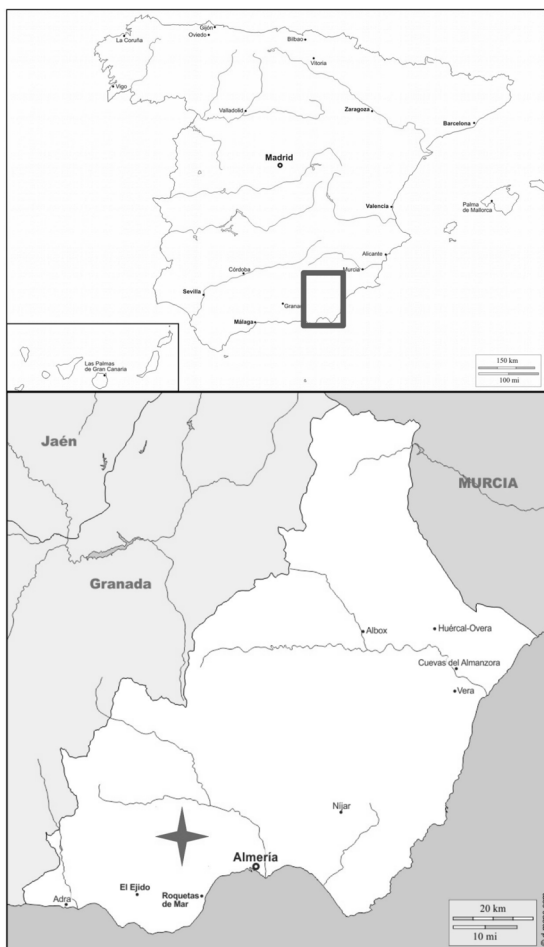 Gijón
La Coruña
Oviedo
Bilbao
Vitoria
Vigo
Valladolid
Zaragoza
Barcelona
Madrid
Valencia
Palma
de Mallorca
Alicante
Murcia
Córdoba
Sevilla
Granad
Málaga
Las Palmas
de Gran Canaria
150 km
100 mi
Jaén
MURCIA
Granada
Albox
Huércal-Overa
Cuevas del Almanzora
Vera
Níjar
Almería
El Ejido
Roquetas
de Mar
Adra
20 km
10 mi